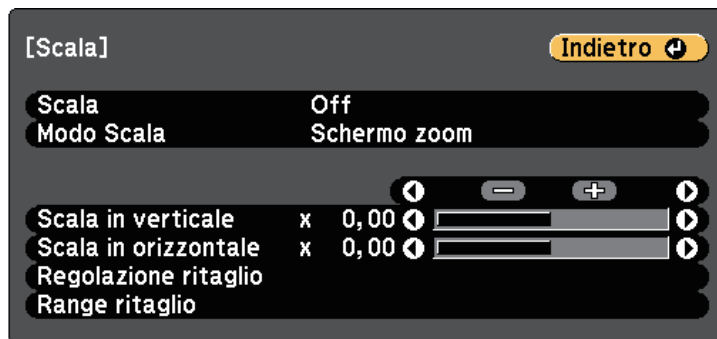 [Scala]
Indietro
Scala Off
Modo Scala Schermo zoom
Scala in verticale x 0,00
Scala in orizzontale x 0,00
Regolazione ritaglio
Range ritaglio